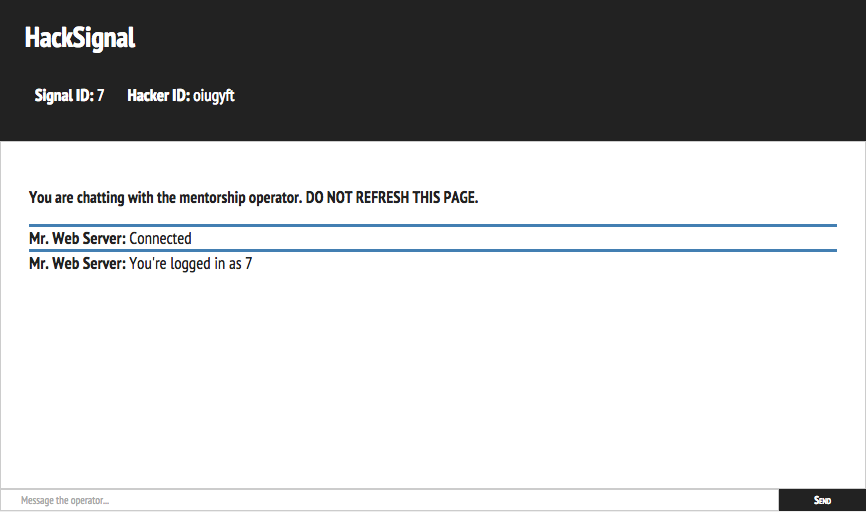 HackSignal
Signal ID: 7 Hacker ID: oiugyft
You are chatting with the mentorship operator. DO NOT REFRESH THIS PAGE.
Mr. Web Server: Connected
Mr. Web Server: You're logged in as 7
Message the operator...
Send